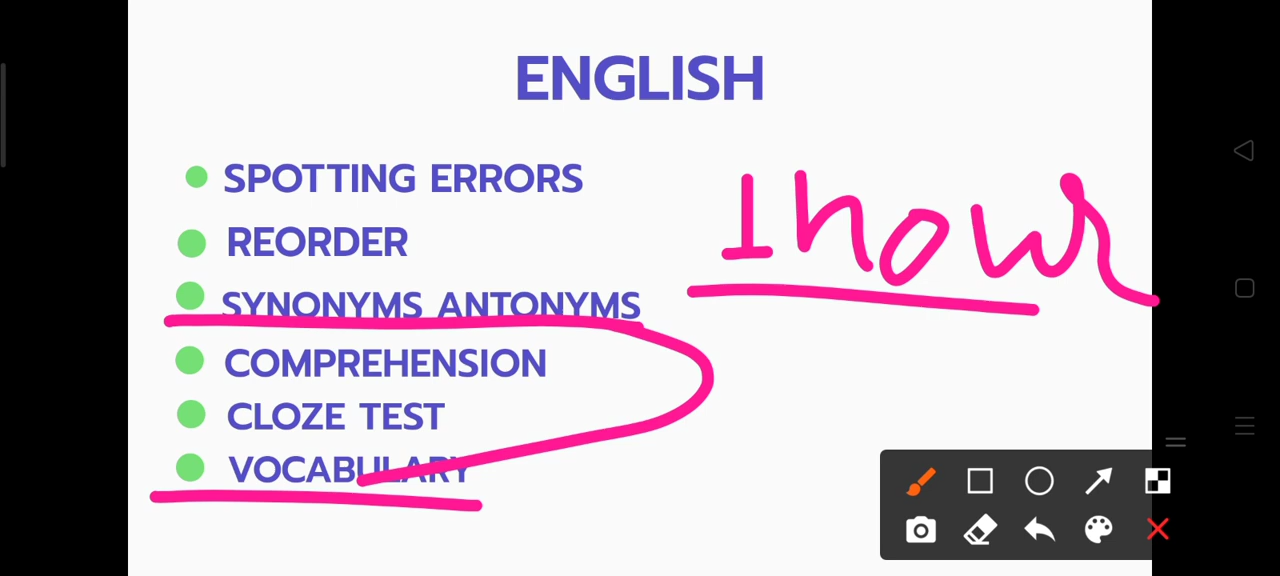 ENGLISH
SPOTTING ERRORS
REORDER
1 hour
SYNONYMS ANTONYMS
COMPREHENSION
CLOZE TEST
VOCABULARY